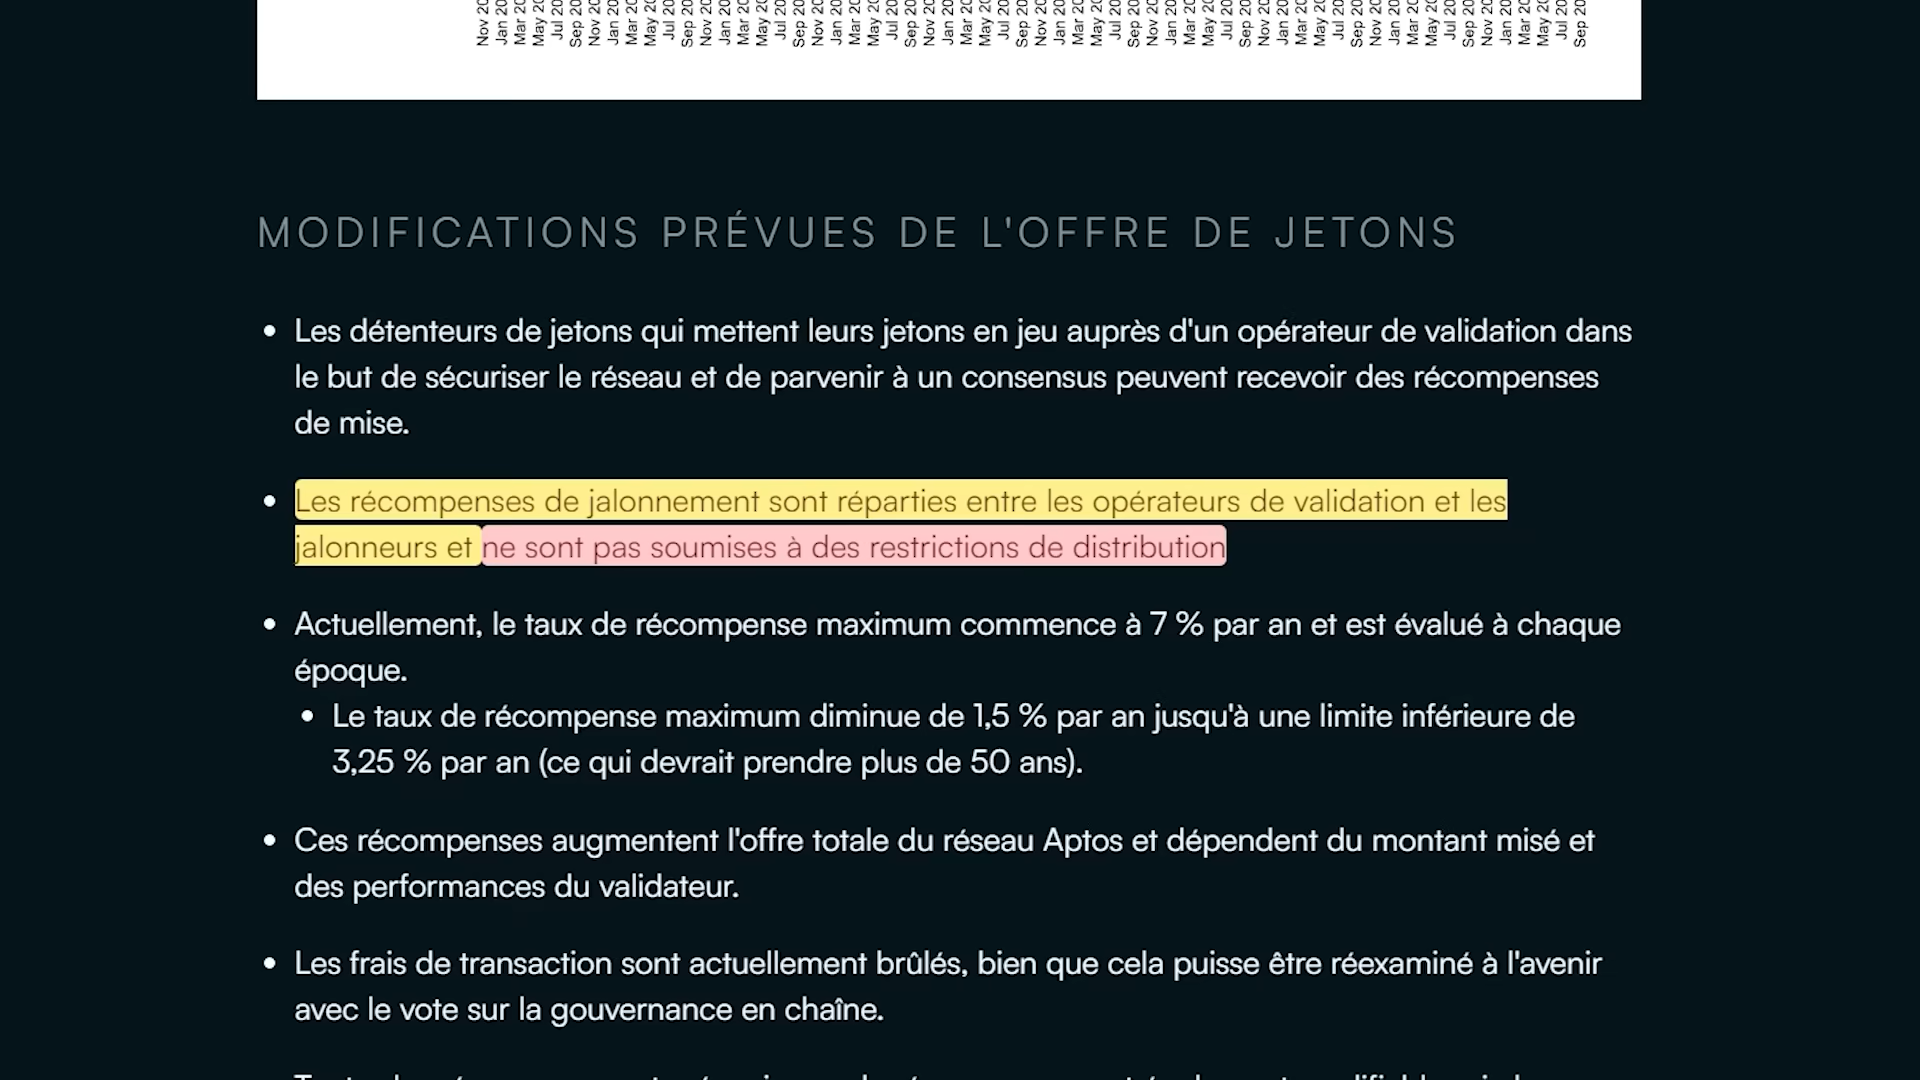 MODIFICATIONS PRÉVUES DE L'OFFRE DE JETONS
Les détenteurs de jetons qui mettent leurs jetons en jeu auprès d'un opérateur de validation dans
le but de sécuriser le réseau et de parvenir à un consensus peuvent recevoir des récompenses
de mise.
Les récompenses de jalonnement sont réparties entre les opérateurs de validation et les
jalonneurs et ne sont pas soumises à des restrictions de distribution
Actuellement, le taux de récompense maximum commence à 7 % par an et est évalué à chaque
époque.
Le taux de récompense maximum diminue de 1,5 % par an jusqu'à une limite inférieure de
3,25 % par an (ce qui devrait prendre plus de 50 ans).
Ces récompenses augmentent l'offre totale du réseau Aptos et dépendent du montant misé et
des performances du validateur.
Les frais de transaction sont actuellement brûlés, bien que cela puisse être réexaminé à l'avenir
avec le vote sur la gouvernance en chaîne.